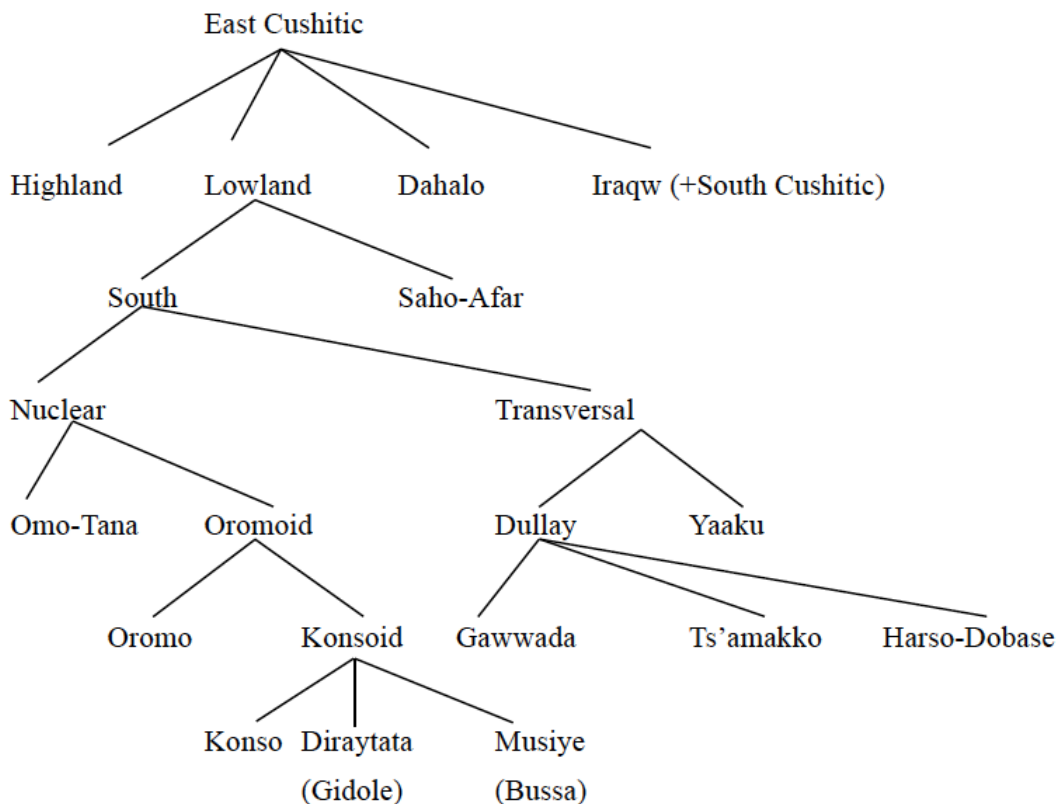 East Cushitic
Highland Lowland Dahalo Iraqw (+South Cushitic)
South Saho-Afar
Nuclear Transversal
Omo-Tana Oromoid Dullay Yaaku
Oromo Konsoid Gawwada Ts’amakko Harso-Dobase
Konso Diraytata Musiye
(Gidole) (Bussa)